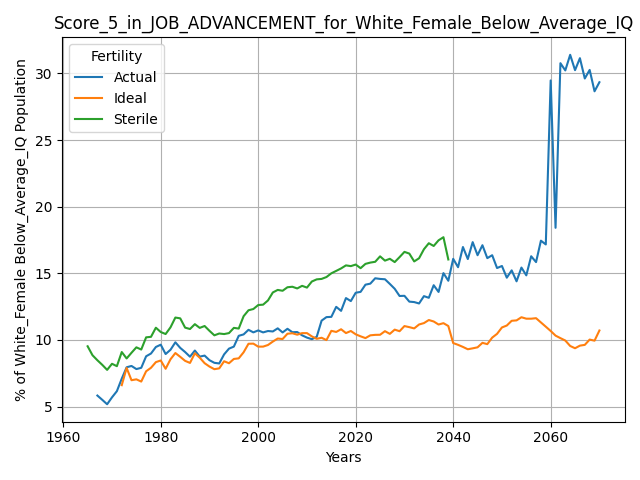 Score_5_in_JOB_ADVANCEMENT_for_White_Female_Below_Average_IQ
Fertility
Actual
Ideal
Sterile
% of White_Female Below_Average_IQ Population
30
25
20
15
10
5
1960
1980
2000
2020
2040
2060
Years